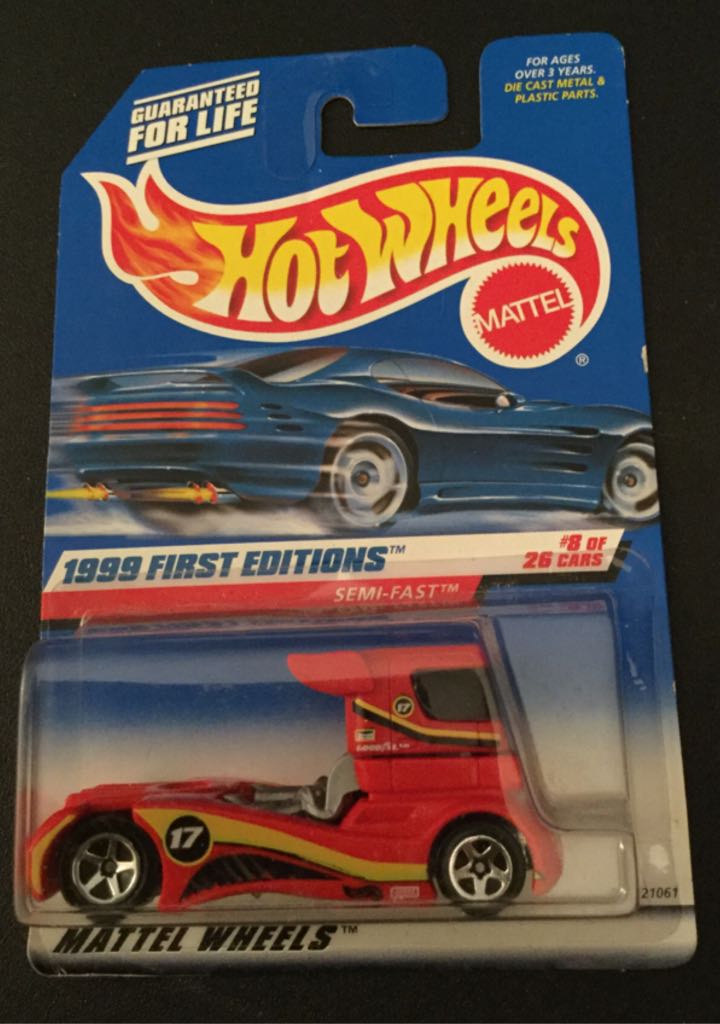 GUARANTEED
FOR LIFE
FOR AGES
OVER 3 YEARS.
DIE CAST METAL &
PLASTIC PARTS.
HOT WHEELS
MATTEL
®
1999 FIRST EDITIONS™
#8 OF
26 CARS
SEMI-FAST™
17
17
21061
MATTEL WHEELS™